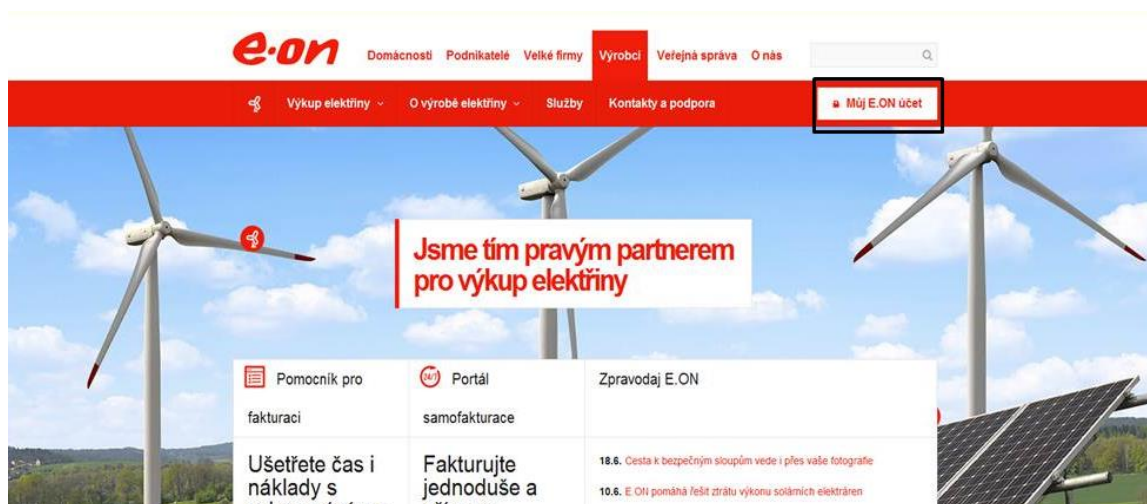 e·on
Domácnosti Podnikatelé Velké firmy Výrobci Veřejná správa O nás
Výkup elektřiny O výrobě elektřiny Služby Kontakty a podpora Můj E.ON účet
Jsme tím pravým partnerem
pro výkup elektřiny
Pomocník pro
fakturaci
24/7 Portál
samofakturace
Zpravodaj E.ON
Ušetřete čas i
náklady s
Fakturujte
jednoduše a
18.6. Cesta k bezpečným sloupům vede i přes vaše fotografie
10.6. E.ON pomáhá řešit ztrátu výkonu solárních elektráren